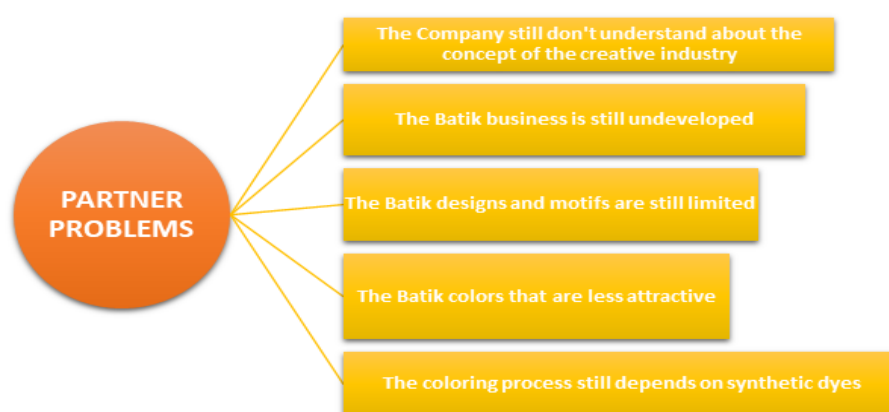 PARTNER
PROBLEMS
The Company still don't understand about the
concept of the creative industry
The Batik business is still undeveloped
The Batik designs and motifs are still limited
The Batik colors that are less attractive
The coloring process still depends on synthetic dyes